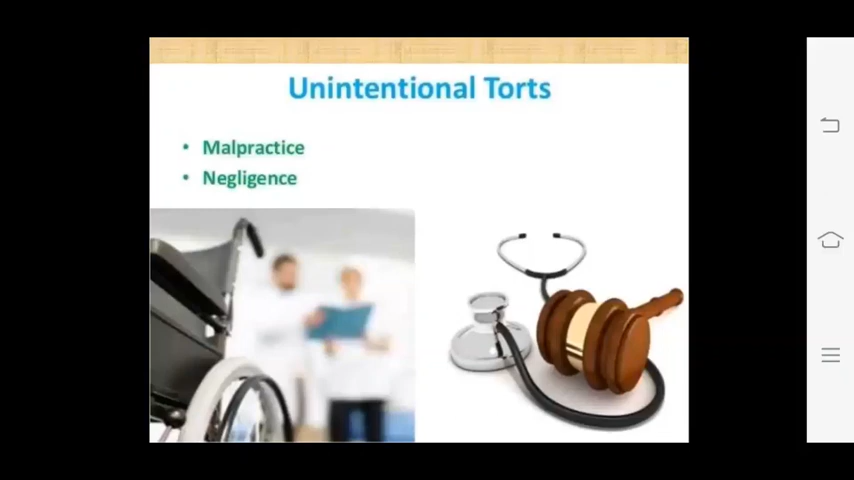 Unintentional Torts
• Malpractice
• Negligence